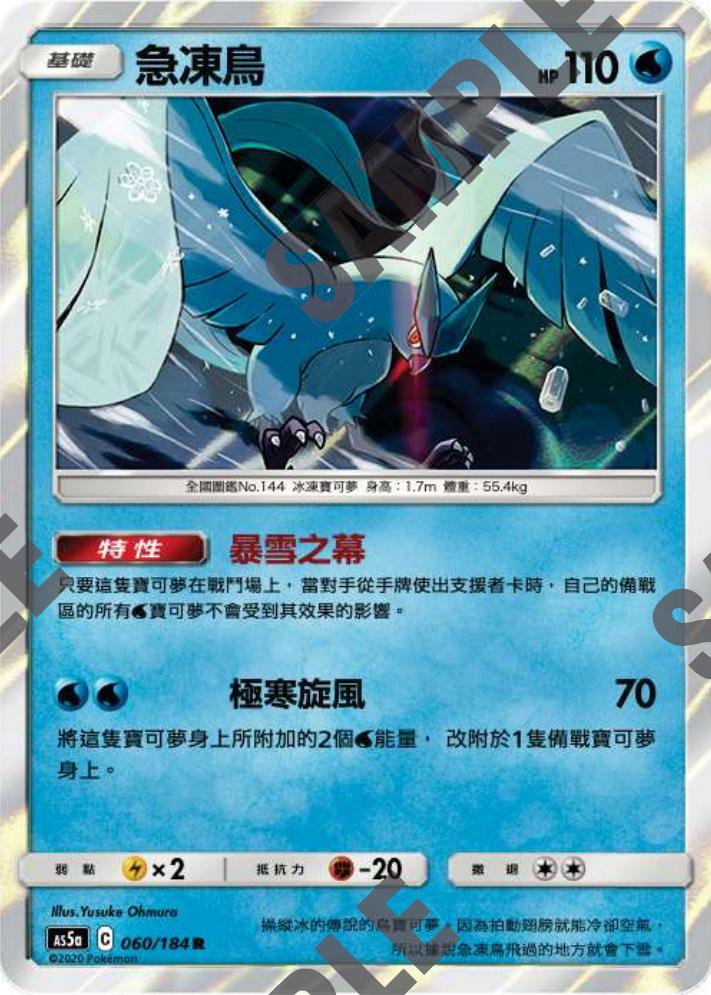 基礎 急凍鳥 HP 110
SAMPLE
全國圖鑑No.144 冰凍寶可夢 身高：1.7m 體重：55.4kg
特性 暴雪之幕
只要這隻寶可夢在戰鬥場上，當對手從手牌使出支援者卡時，自己的備戰
區的所有寶可夢不會受到其效果的影響。
極寒旋風 70
將這隻寶可夢身上所附加的2個能量， 改附於1隻備戰寶可夢
身上。
弱點 ×2 抵抗力 -20 撤退
Illus.Yusuke Ohmura
AS5a C 060/184 R
©2020 Pokémon
操縱冰的傳說的鳥寶可夢。因為拍動翅膀就能冷卻空氣，
所以據說急凍鳥飛過的地方就會下雪。